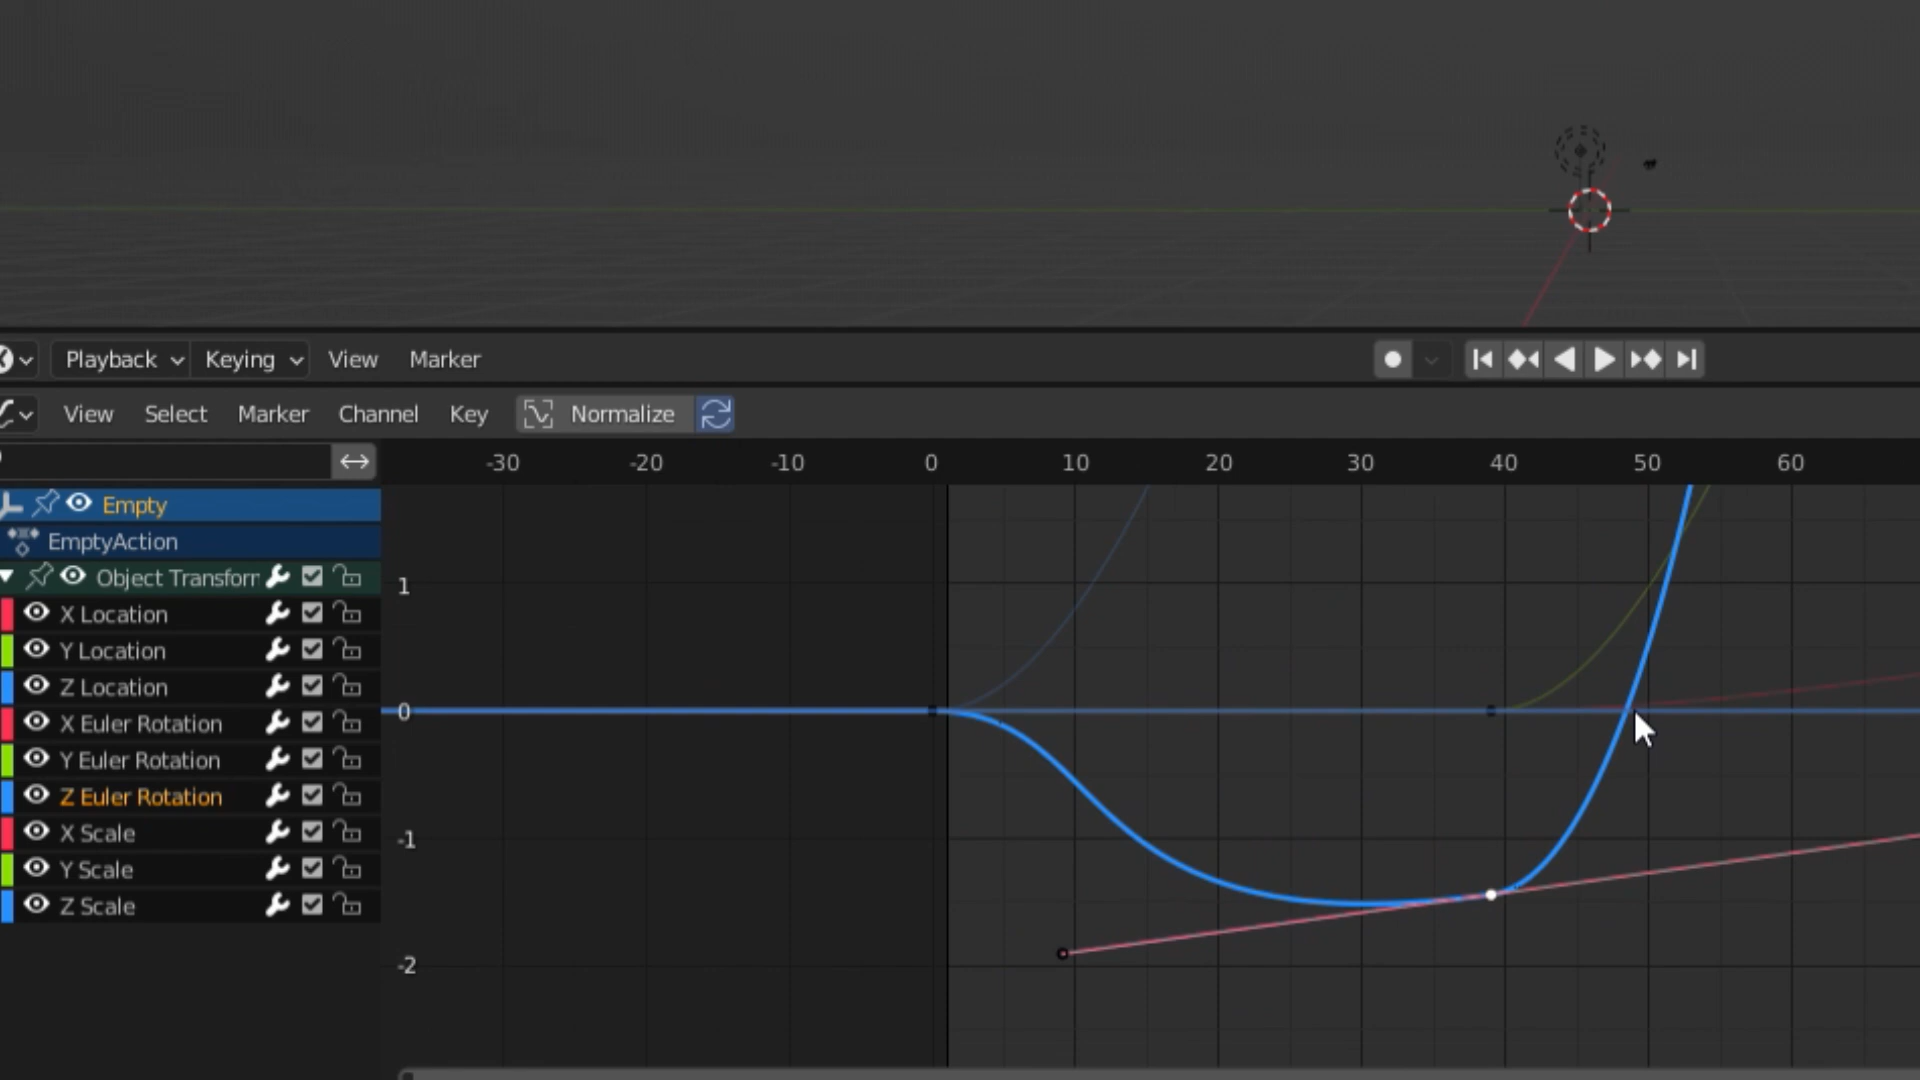 Playback Keying View Marker
View Select Marker Channel Key Normalize
-30 -20 -10 0 10 20 30 40 50 60
Empty
EmptyAction
Object Transforr
X Location
Y Location
Z Location
X Euler Rotation
Y Euler Rotation
Z Euler Rotation
X Scale
Y Scale
Z Scale
1
0
-1
-2